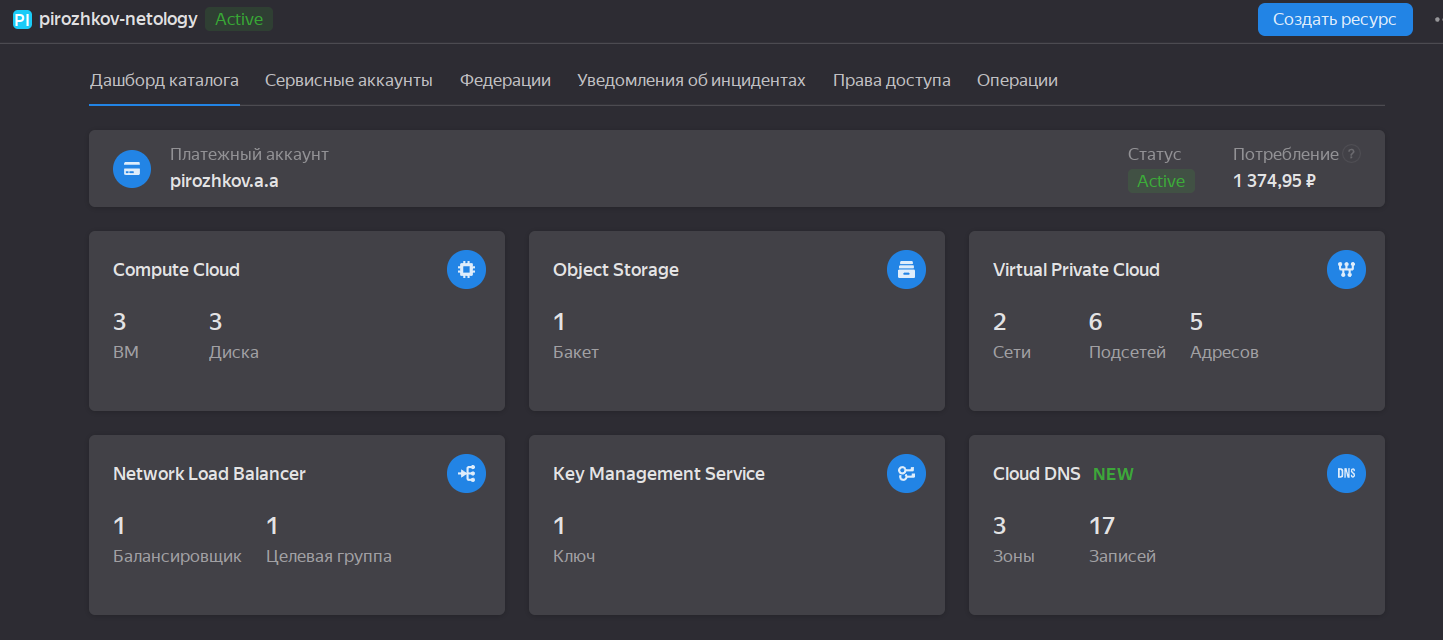 PI pirozhkov-netology Active Создать ресурс
Дашборд каталога Сервисные аккаунты Федерации Уведомления об инцидентах Права доступа Операции
Платежный аккаунт Статус Потребление ?
pirozhkov.a.a Active 1 374,95 ₽
Compute Cloud Object Storage Virtual Private Cloud
3 3 1 2 6 5
ВМ Диска Бакет Сети Подсетей Адресов
Network Load Balancer Key Management Service Cloud DNS NEW DNS
1 1 1 3 17
Балансировщик Целевая группа Ключ Зоны Записей